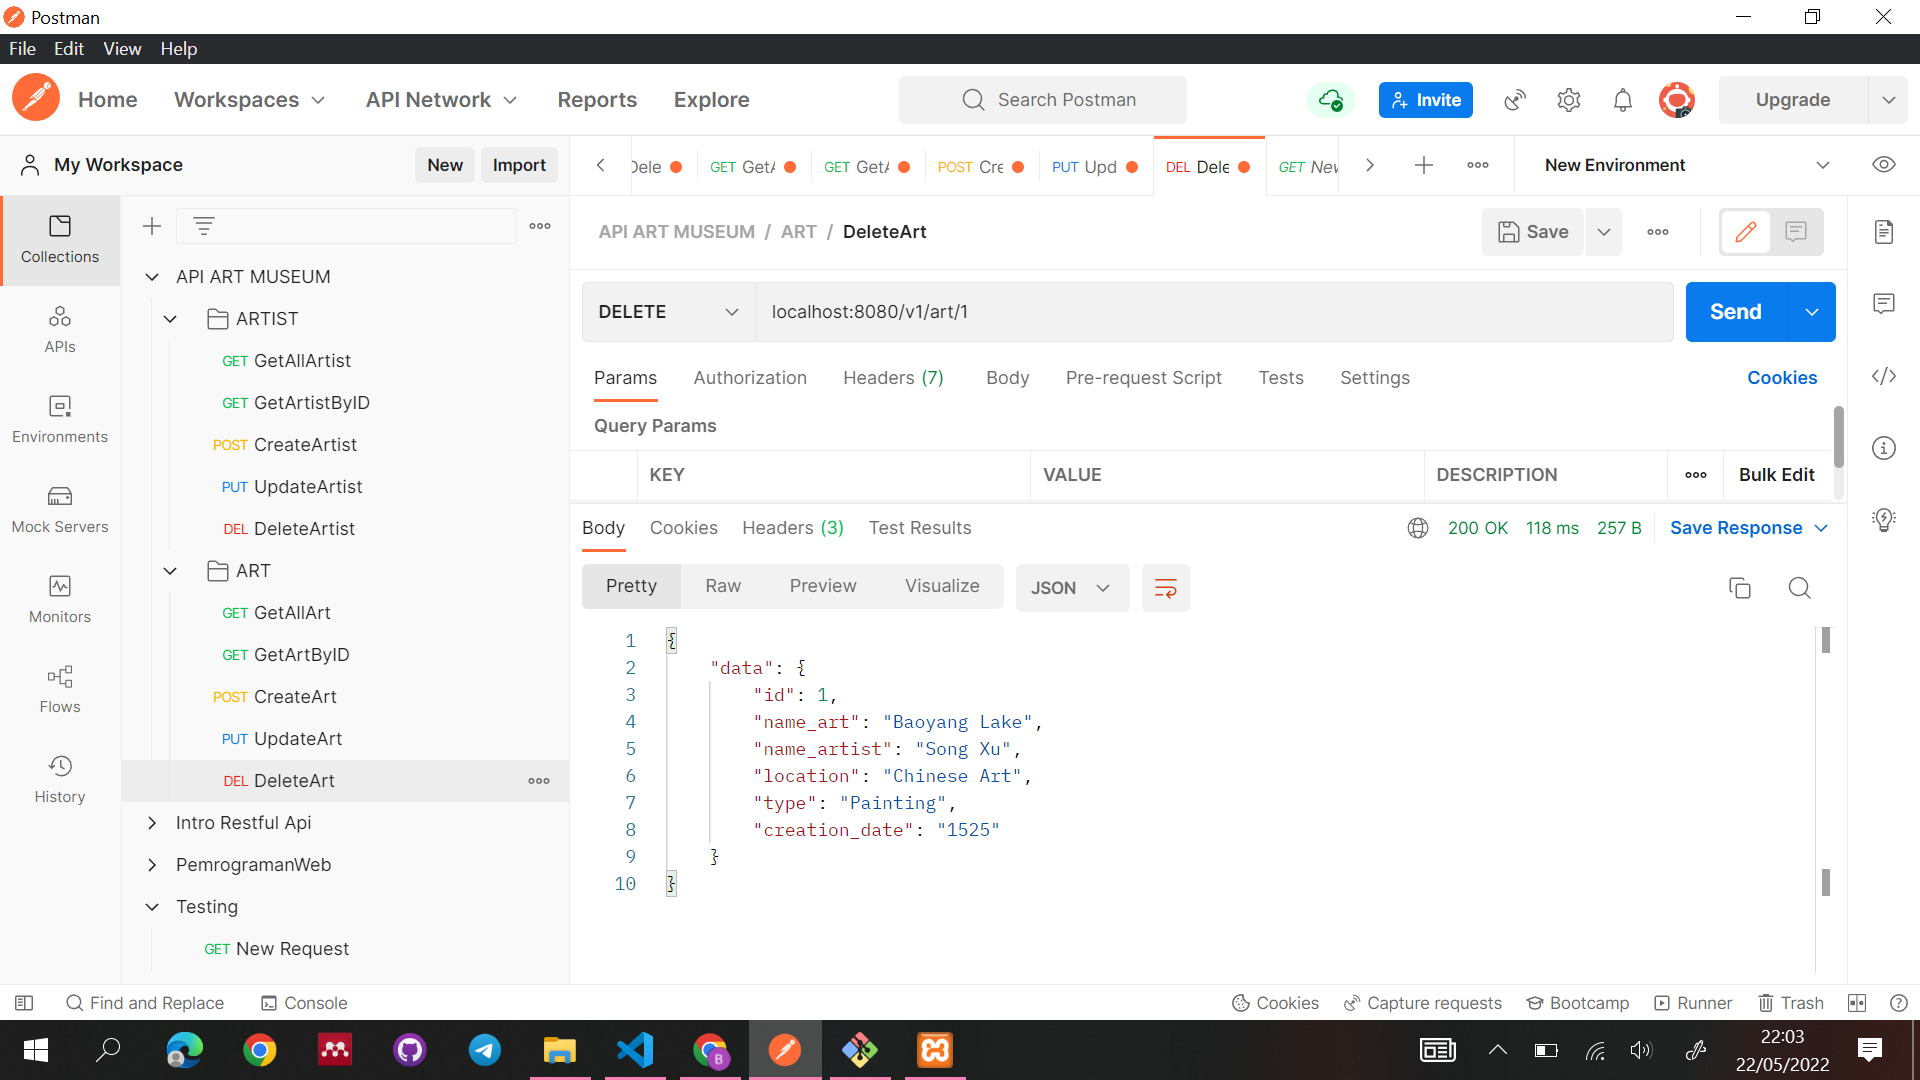 Postman
File Edit View Help
Home Workspaces API Network Reports Explore Search Postman Invite Upgrade
My Workspace New Import Dele GET GetA GET GetA POST Cre PUT Upd DEL Dele GET New New Environment
Collections
APIs
Environments
Mock Servers
Monitors
Flows
History
API ART MUSEUM
ARTIST
GET GetAllArtist
GET GetArtistByID
POST CreateArtist
PUT UpdateArtist
DEL DeleteArtist
ART
GET GetAllArt
GET GetArtByID
POST CreateArt
PUT UpdateArt
DEL DeleteArt
Intro Restful Api
PemrogramanWeb
Testing
GET New Request
API ART MUSEUM / ART / DeleteArt Save
DELETE localhost:8080/v1/art/1 Send
Params Authorization Headers (7) Body Pre-request Script Tests Settings Cookies
Query Params
KEY VALUE DESCRIPTION Bulk Edit
Body Cookies Headers (3) Test Results 200 OK 118 ms 257 B Save Response
Pretty Raw Preview Visualize JSON
1 {
2 "data": {
3 "id": 1,
4 "name_art": "Baoyang Lake",
5 "name_artist": "Song Xu",
6 "location": "Chinese Art",
7 "type": "Painting",
8 "creation_date": "1525"
9 }
10 }
Find and Replace Console Cookies Capture requests Bootcamp Runner Trash
B
22:03
22/05/2022